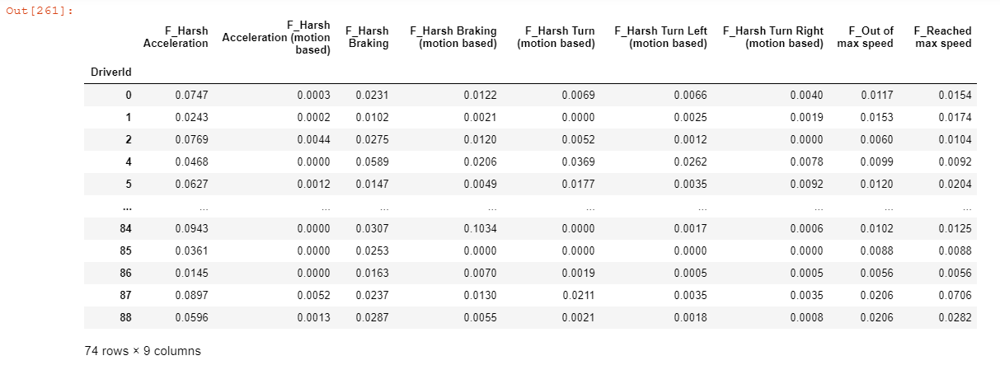 Out[261]:
F_Harsh Acceleration F_Harsh Acceleration (motion based) F_Harsh Braking F_Harsh Braking (motion based) F_Harsh Turn (motion based) F_Harsh Turn Left (motion based) F_Harsh Turn Right (motion based) F_Out of max speed F_Reached max speed
DriverId
0 0.0747 0.0003 0.0231 0.0122 0.0069 0.0066 0.0040 0.0117 0.0154
1 0.0243 0.0002 0.0102 0.0021 0.0000 0.0025 0.0019 0.0153 0.0174
2 0.0769 0.0044 0.0275 0.0120 0.0052 0.0012 0.0000 0.0060 0.0104
4 0.0468 0.0000 0.0589 0.0206 0.0369 0.0262 0.0078 0.0099 0.0092
5 0.0627 0.0012 0.0147 0.0049 0.0177 0.0035 0.0092 0.0120 0.0204
... ... ... ... ... ... ... ... ... ...
84 0.0943 0.0000 0.0307 0.1034 0.0000 0.0017 0.0006 0.0102 0.0125
85 0.0361 0.0000 0.0253 0.0000 0.0000 0.0000 0.0000 0.0088 0.0088
86 0.0145 0.0000 0.0163 0.0070 0.0019 0.0005 0.0005 0.0056 0.0056
87 0.0897 0.0052 0.0237 0.0130 0.0211 0.0035 0.0035 0.0206 0.0706
88 0.0596 0.0013 0.0287 0.0055 0.0021 0.0018 0.0008 0.0206 0.0282
74 rows × 9 columns